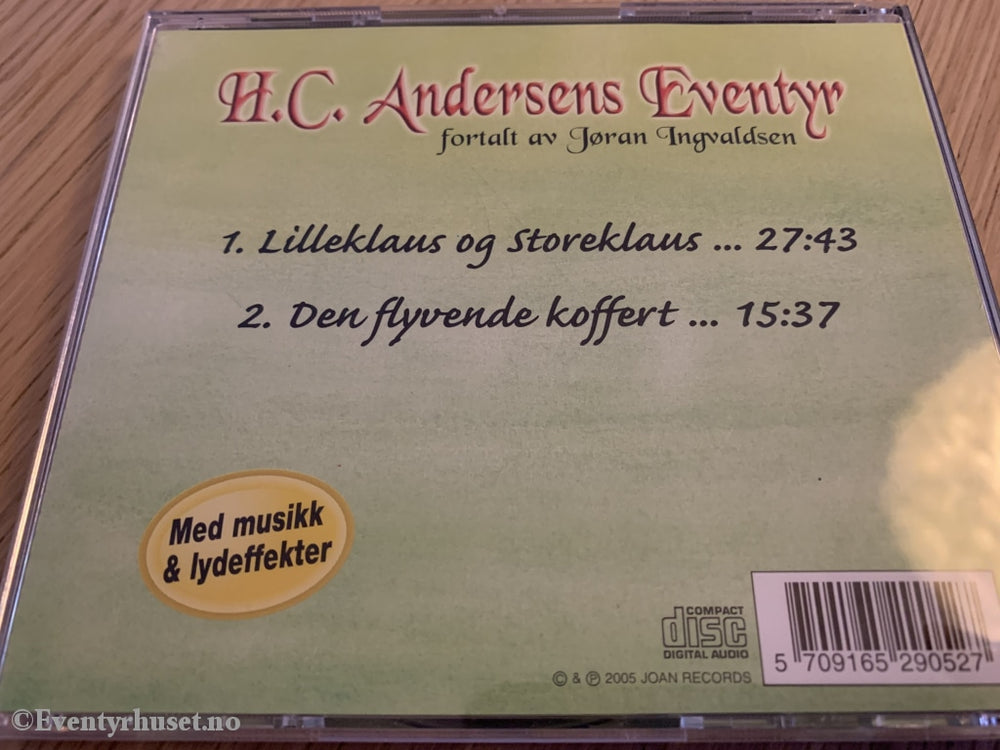 H.C. Andersens Eventyr
fortalt av Jøran Ingvaldsen
1. Lilleklaus og Storeklaus ... 27:43
2. Den flyvende koffert ... 15:37
Med musikk
& lydeffekter
COMPACT
disc
DIGITAL AUDIO
© & ℗ 2005 JOAN RECORDS
5 709165 290527
©Eventyrhuset.no